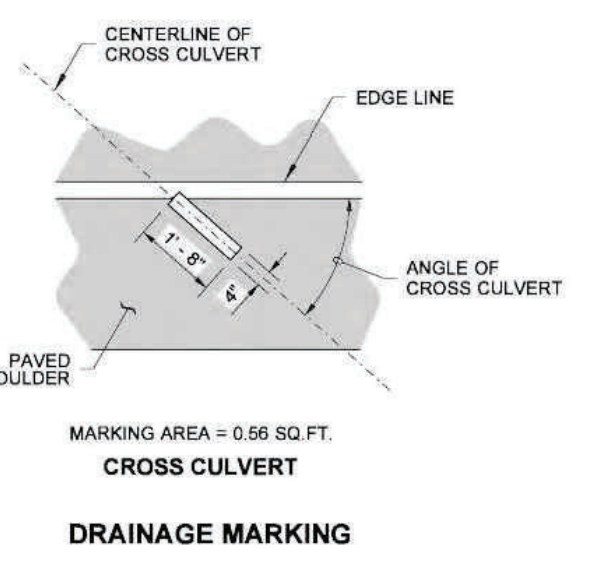 CENTERLINE OF
CROSS CULVERT
EDGE LINE
1' - 8"
4"
ANGLE OF
CROSS CULVERT
PAVED
OULDER
MARKING AREA = 0.56 SQ.FT.
CROSS CULVERT
DRAINAGE MARKING